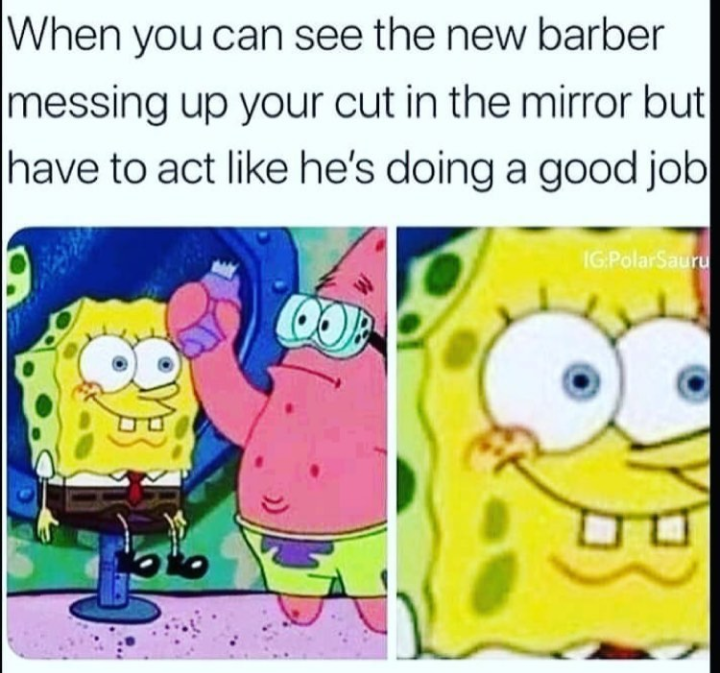 When you can see the new barber
messing up your cut in the mirror but
have to act like he's doing a good job
IG:PolarSauru